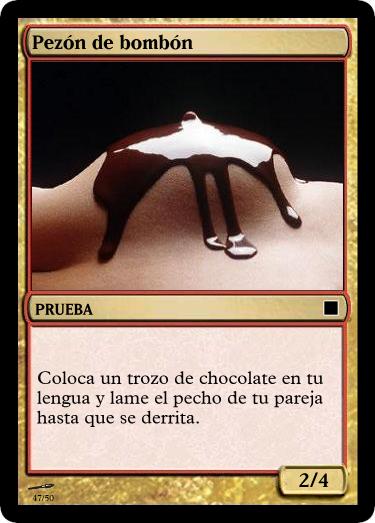 Pezón de bombón
PRUEBA
Coloca un trozo de chocolate en tu
lengua y lame el pecho de tu pareja
hasta que se derrita.
2/4
47/50